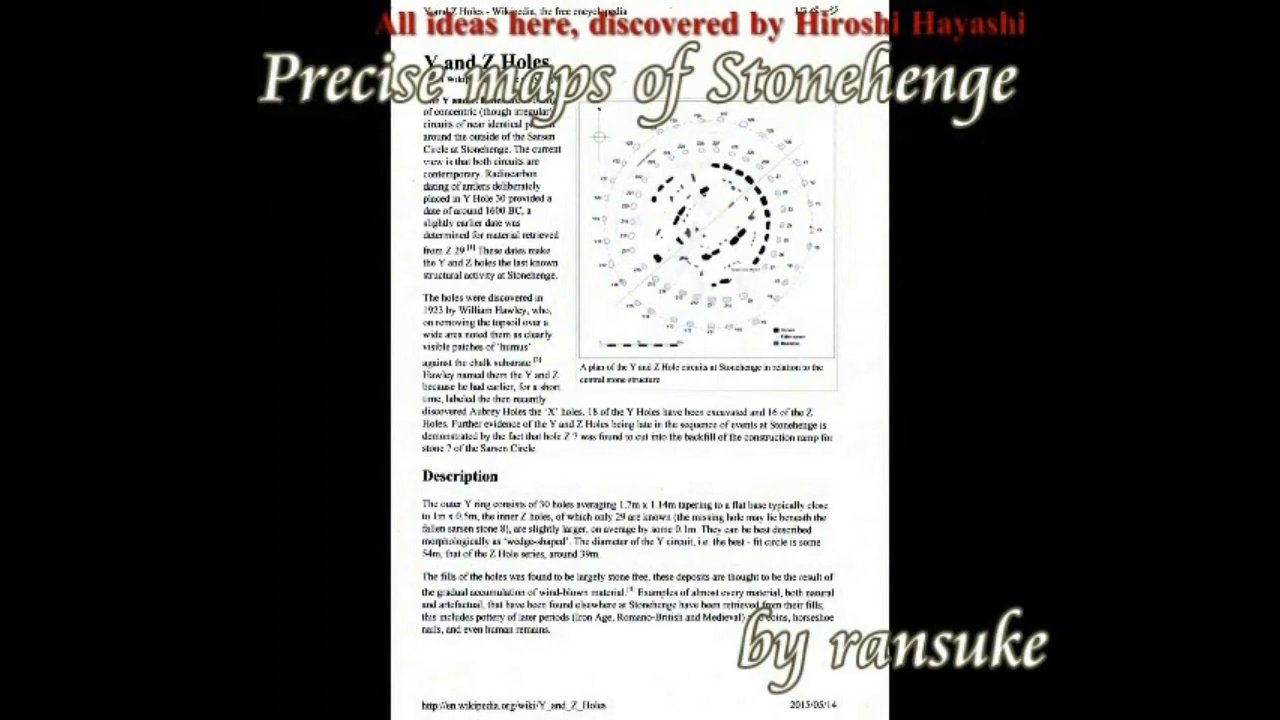 Y and Z Holes - Wikipedia, the free encyclopedia
All ideas here, discovered by Hiroshi Hayashi
Y and Z Holes
Precise maps of Stonehenge
of concentric (though irregular)
circuits of near identical
around the outside of the Sarsen
Circle at Stonehenge. The current
view is that both circuits are
contemporary. Radiocarbon
dating of antlers deliberately
placed in Y Hole 30 provided a
date of around 1600 BC, a
slightly earlier date was
determined for material retrieved
from Z 29.[1] These dates make
the Y and Z holes the last known
structural activity at Stonehenge.
The holes were discovered in
1923 by William Hawley, who,
on removing the topsoil over a
wide area noted them as clearly
visible patches of 'humus'
against the chalk substrate.[2]
Hawley named them the Y and Z
because he had earlier, for a short
time, labeled the then recently
discovered Aubrey Holes the 'X' holes. 18 of the Y Holes have been excavated and 16 of the Z
Holes. Further evidence of the Y and Z Holes being late in the sequence of events at Stonehenge is
demonstrated by the fact that hole Z 7 was found to cut into the backfill of the construction ramp for
stone 7 of the Sarsen Circle.
A plan of the Y and Z Hole circuits at Stonehenge in relation to the
central stone structure
Description
The outer Y ring consists of 30 holes averaging 1.7m x 1.14m tapering to a flat base typically close
to 1m x 0.5m, the inner Z holes, of which only 29 are known (the missing hole may lie beneath the
fallen sarsen stone 8), are slightly larger, on average by some 0.1m. They can be best described
morphologically as 'wedge-shaped'. The diameter of the Y circuit, i.e. the best - fit circle is some
54m, that of the Z Hole series, around 39m.
The fills of the holes was found to be largely stone free, these deposits are thought to be the result of
the gradual accumulation of wind-blown material. Examples of almost every material, both natural
and artefactual, that have been found elsewhere at Stonehenge have been retrieved from their fills;
this includes pottery of later periods (Iron Age, Romano-British and Medieval) coins, horseshoe
nails, and even human remains.
by ransuke
http://en.wikipedia.org/wiki/Y_and_Z_Holes
2015/05/14